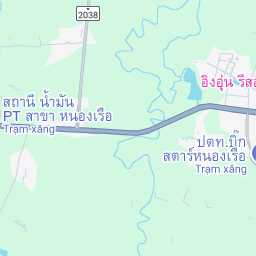 2038
อิงอุ่น รีสอ
สถานี น้ำมัน
PT สาขา หนองเรือ
Trạm xăng
ปตท.บิ๊ก
สตาร์หนองเรือ
Trạm xăng